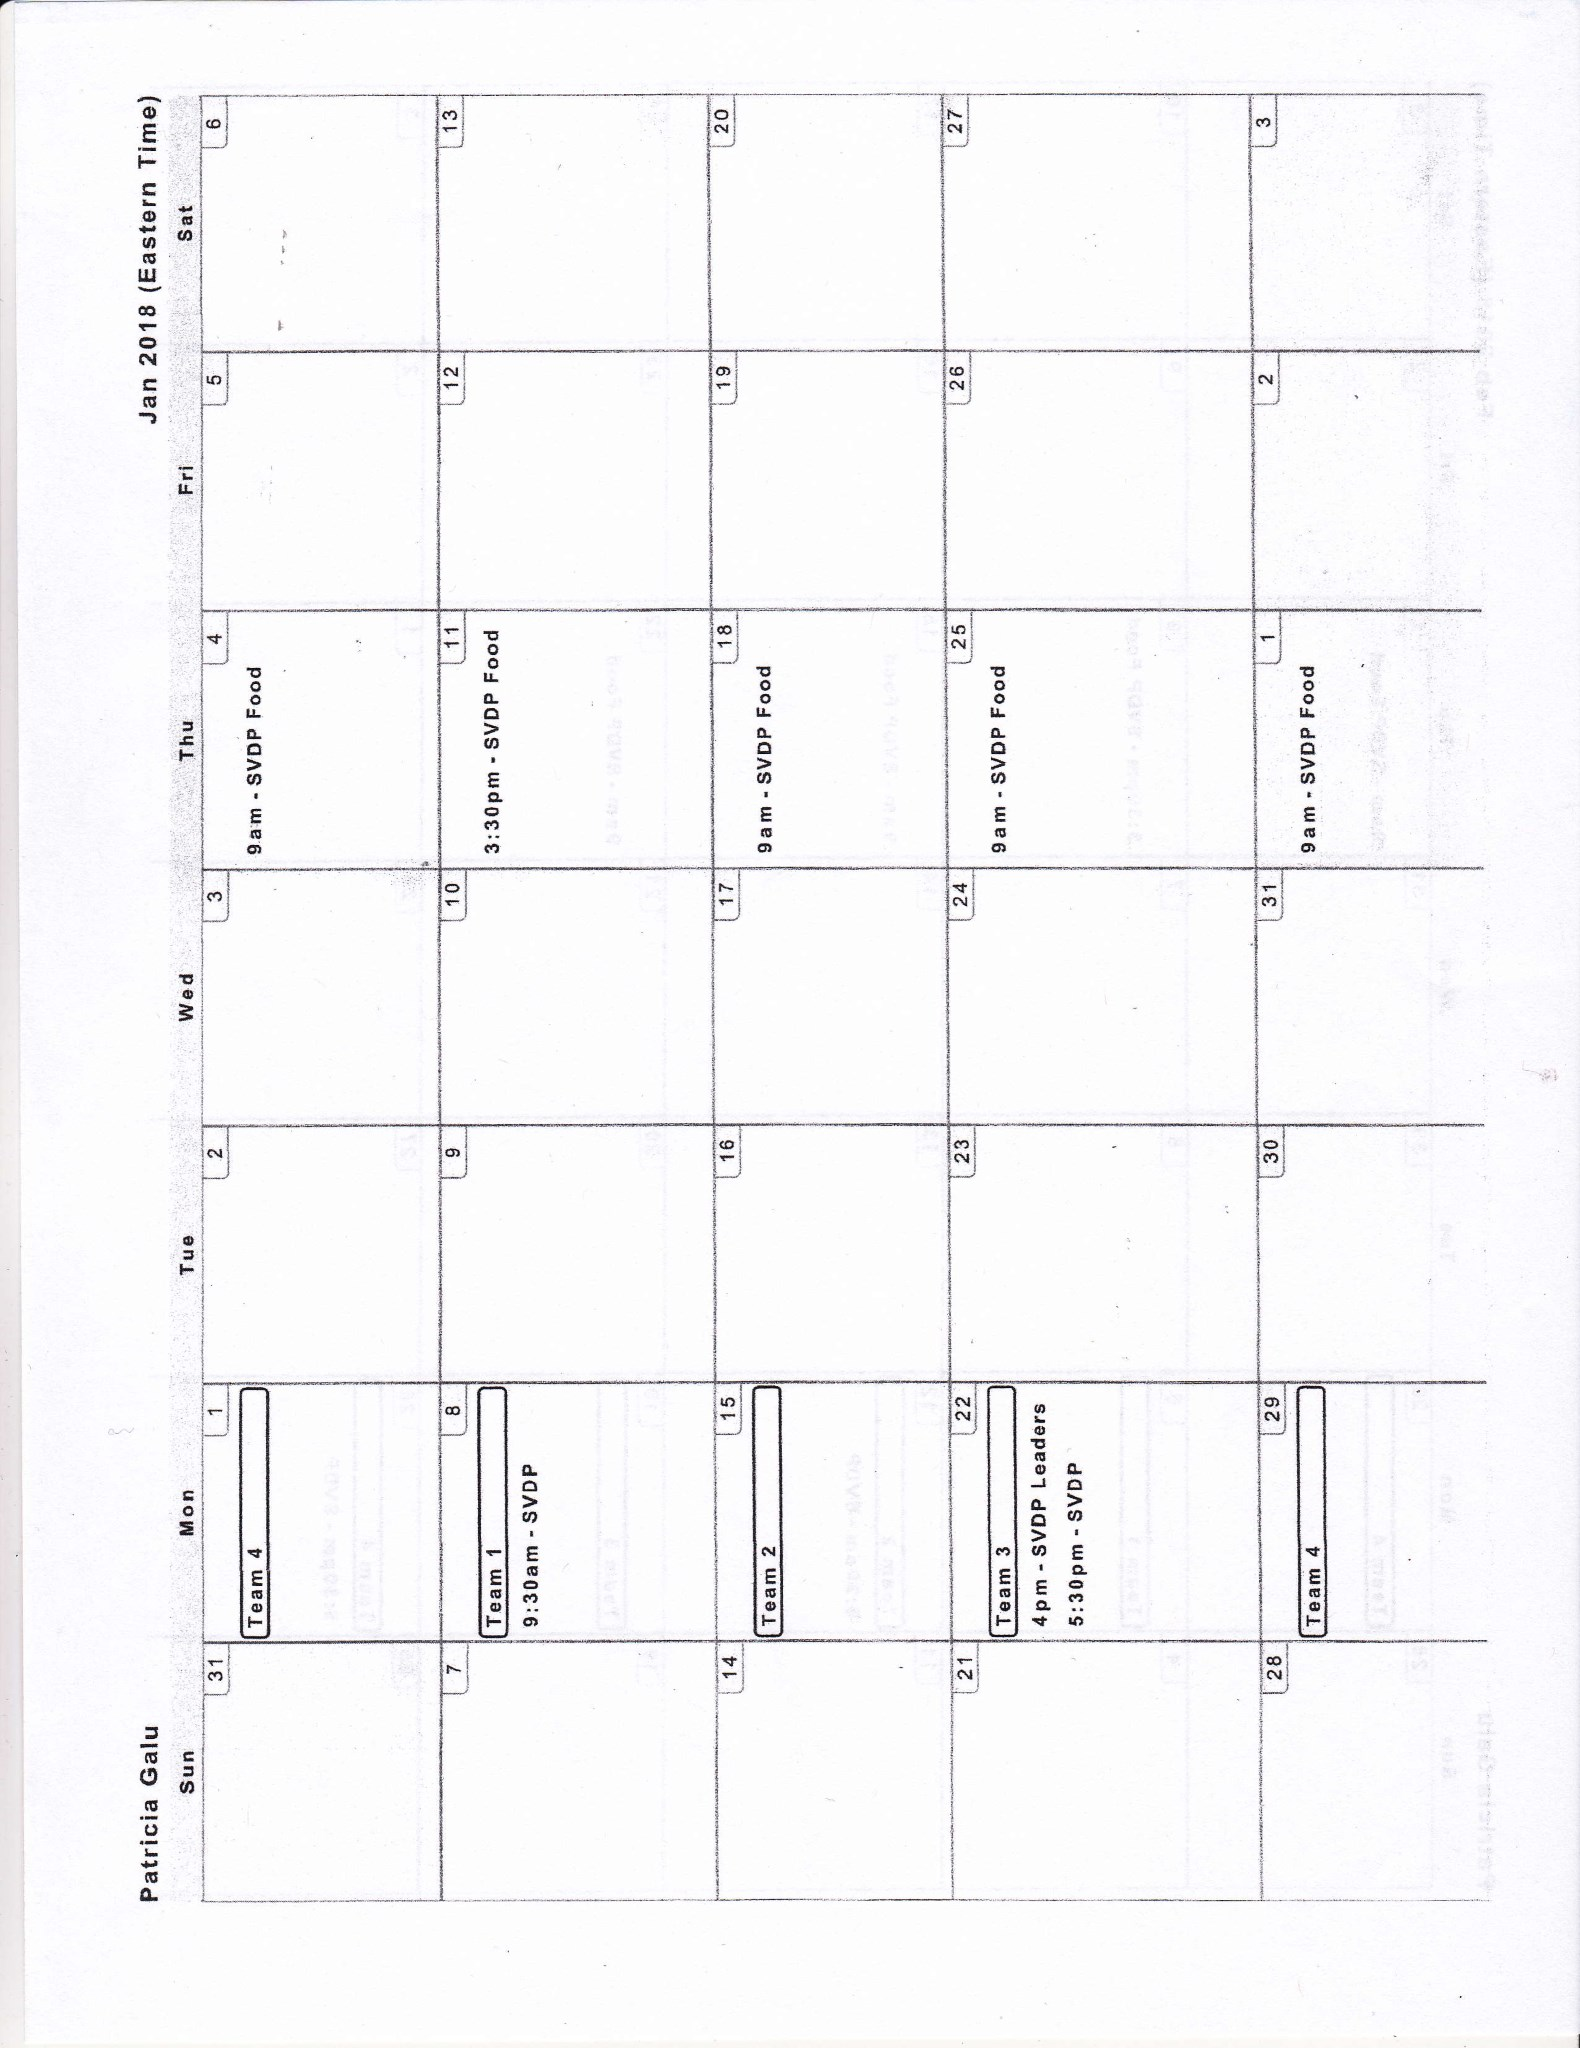 Patricia Galu
Jan 2018 (Eastern Time)
Sun Mon Tue Wed Thu Fri Sat
31 1 2 3 4 5 6
Team 4
9am - SVDP Food
7 8 9 10 11 12 13
Team 1
9:30am - SVDP
3:30pm - SVDP Food
14 15 16 17 18 19 20
Team 2
9am - SVDP Food
21 22 23 24 25 26 27
Team 3
4pm - SVDP Leaders
5:30pm - SVDP
9am - SVDP Food
28 29 30 31 1 2 3
Team 4
9am - SVDP Food